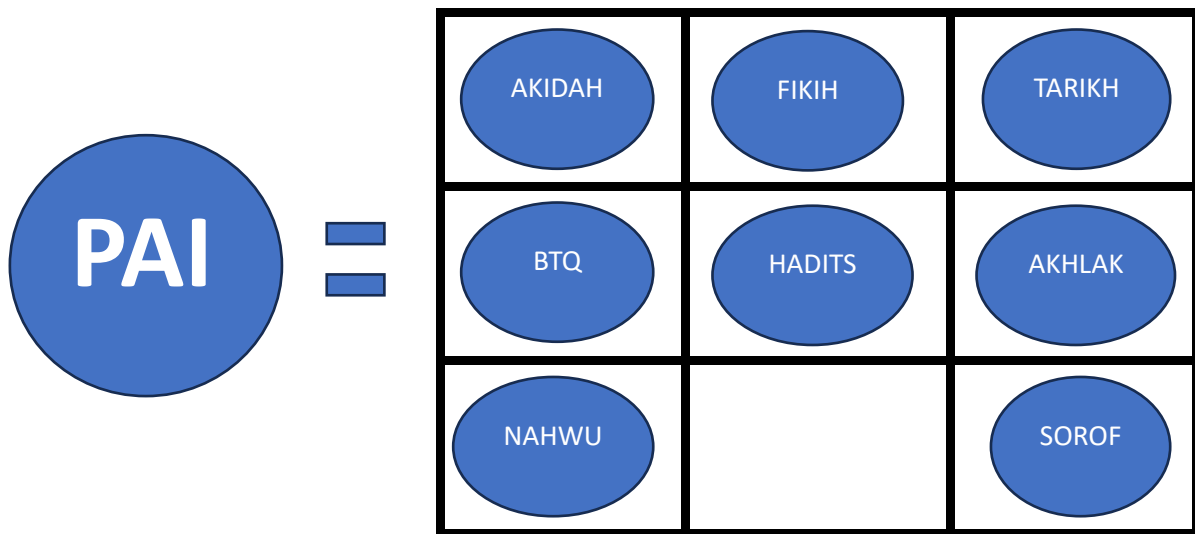 PAI
AKIDAH
FIKIH
TARIKH
BTQ
HADITS
AKHLAK
NAHWU
SOROF